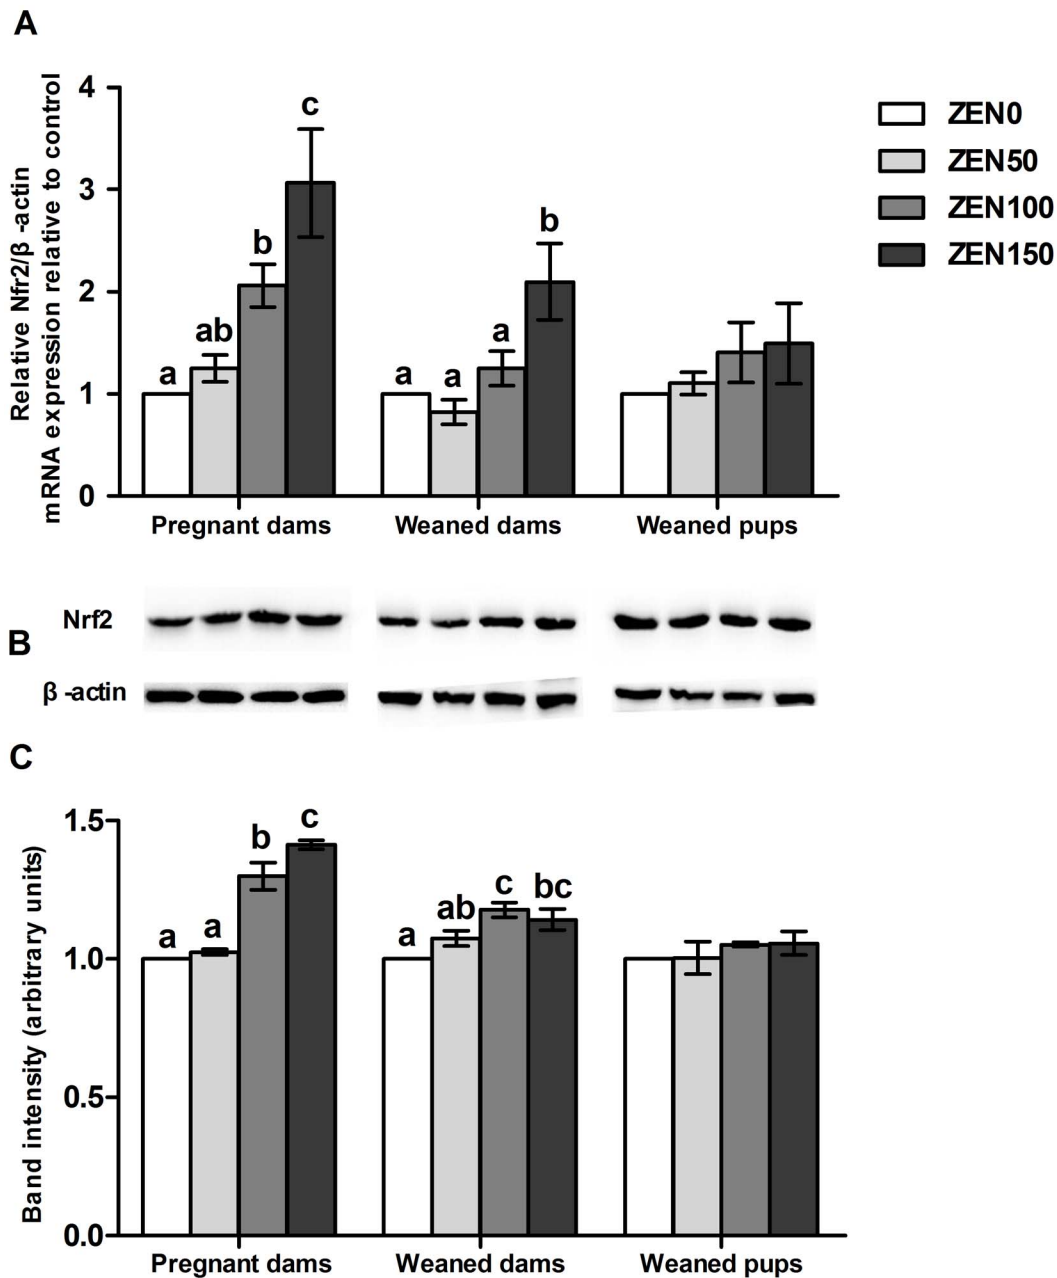 A
Relative Nfr2/β -actin
mRNA expression relative to control
4
3
2
1
0
a
ab
b
c
a
a
a
b
Pregnant dams
Weaned dams
Weaned pups
ZEN0
ZEN50
ZEN100
ZEN150
B
Nrf2
β -actin
C
Band intensity (arbitrary units)
1.5
1.0
0.5
0.0
a
a
b
c
a
ab
c
bc
Pregnant dams
Weaned dams
Weaned pups